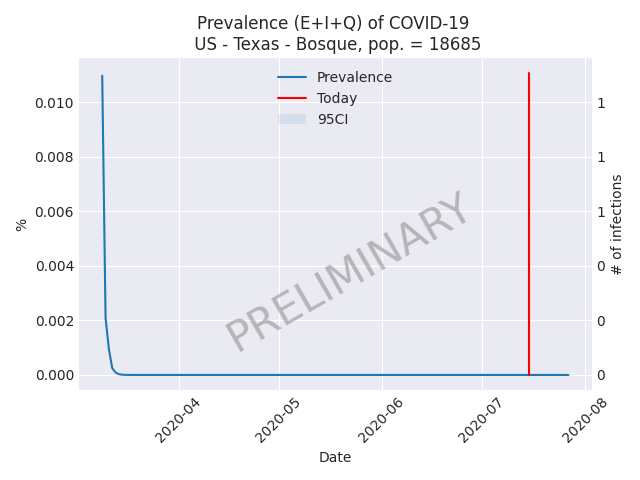 Prevalence (E+I+Q) of COVID-19
US - Texas - Bosque, pop. = 18685
Prevalence
Today
95CI
0.010
0.008
0.006
0.004
0.002
0.000
%
1
1
1
0
0
0
# of infections
PRELIMINARY
2020-04
2020-05
2020-06
2020-07
2020-08
Date